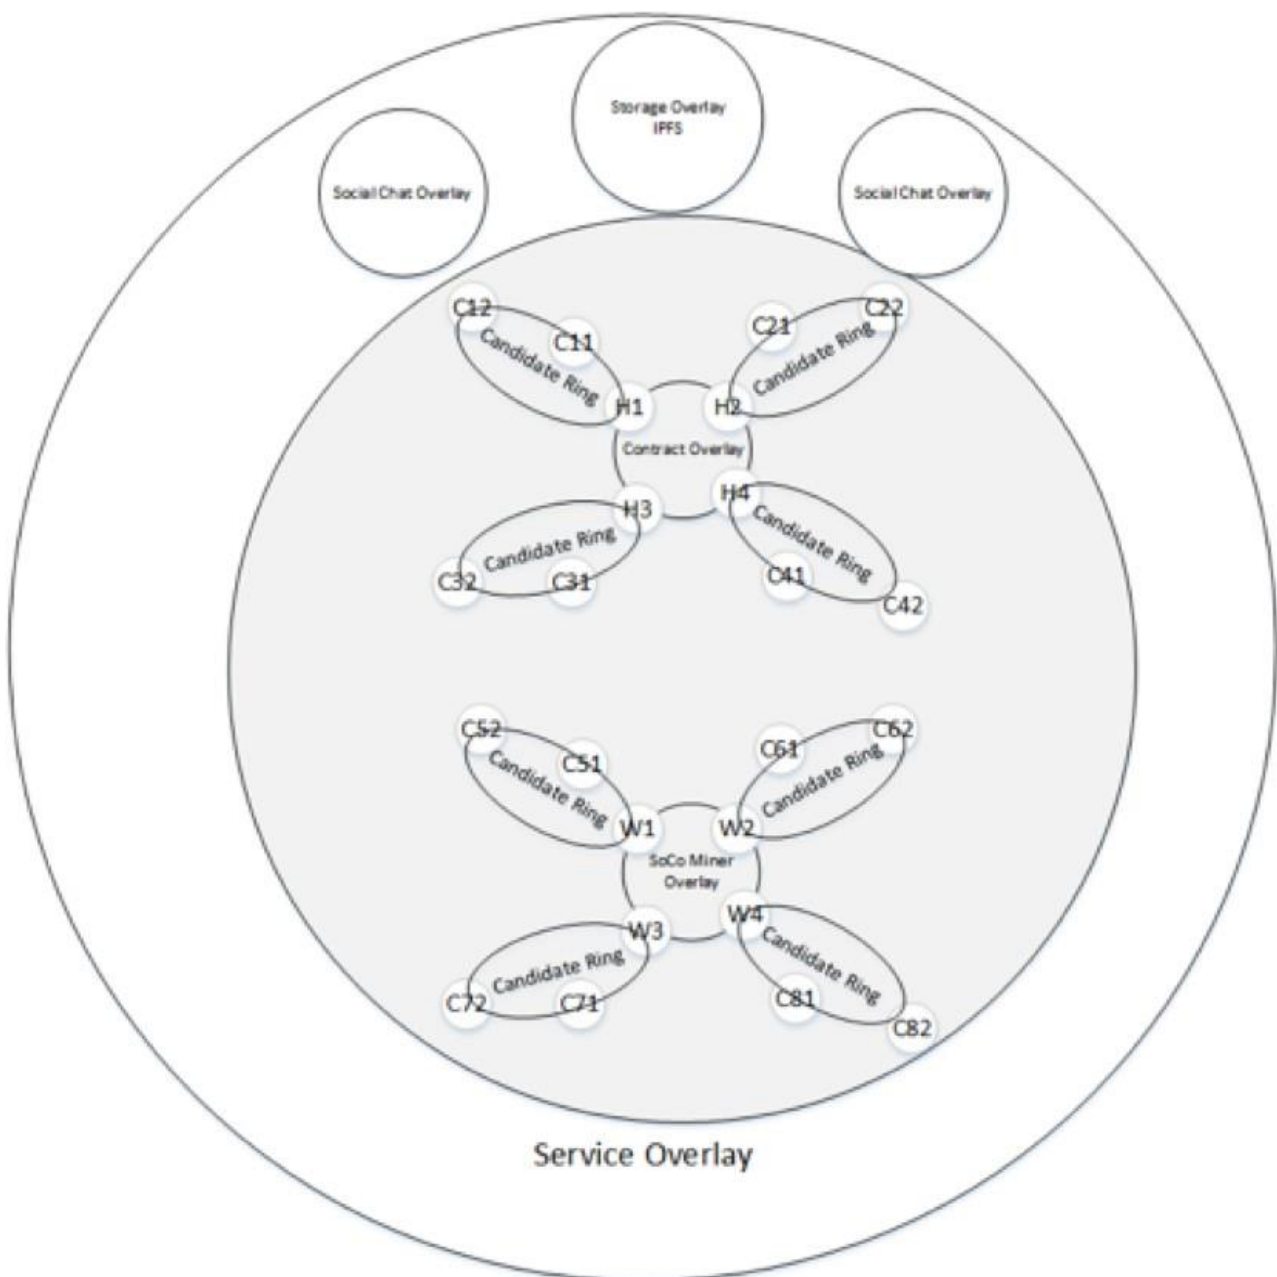 Storage Overlay
IPFS
Social Chat Overlay
Social Chat Overlay
C12
C11
Candidate Ring
C21
C22
Candidate Ring
H1
H2
Contract Overlay
H3
H4
Candidate Ring
Candidate Ring
C32
C31
C41
C42
C52
C51
Candidate Ring
C61
C62
Candidate Ring
W1
W2
SoCo Miner
Overlay
W3
W4
Candidate Ring
Candidate Ring
C72
C71
C81
C82
Service Overlay